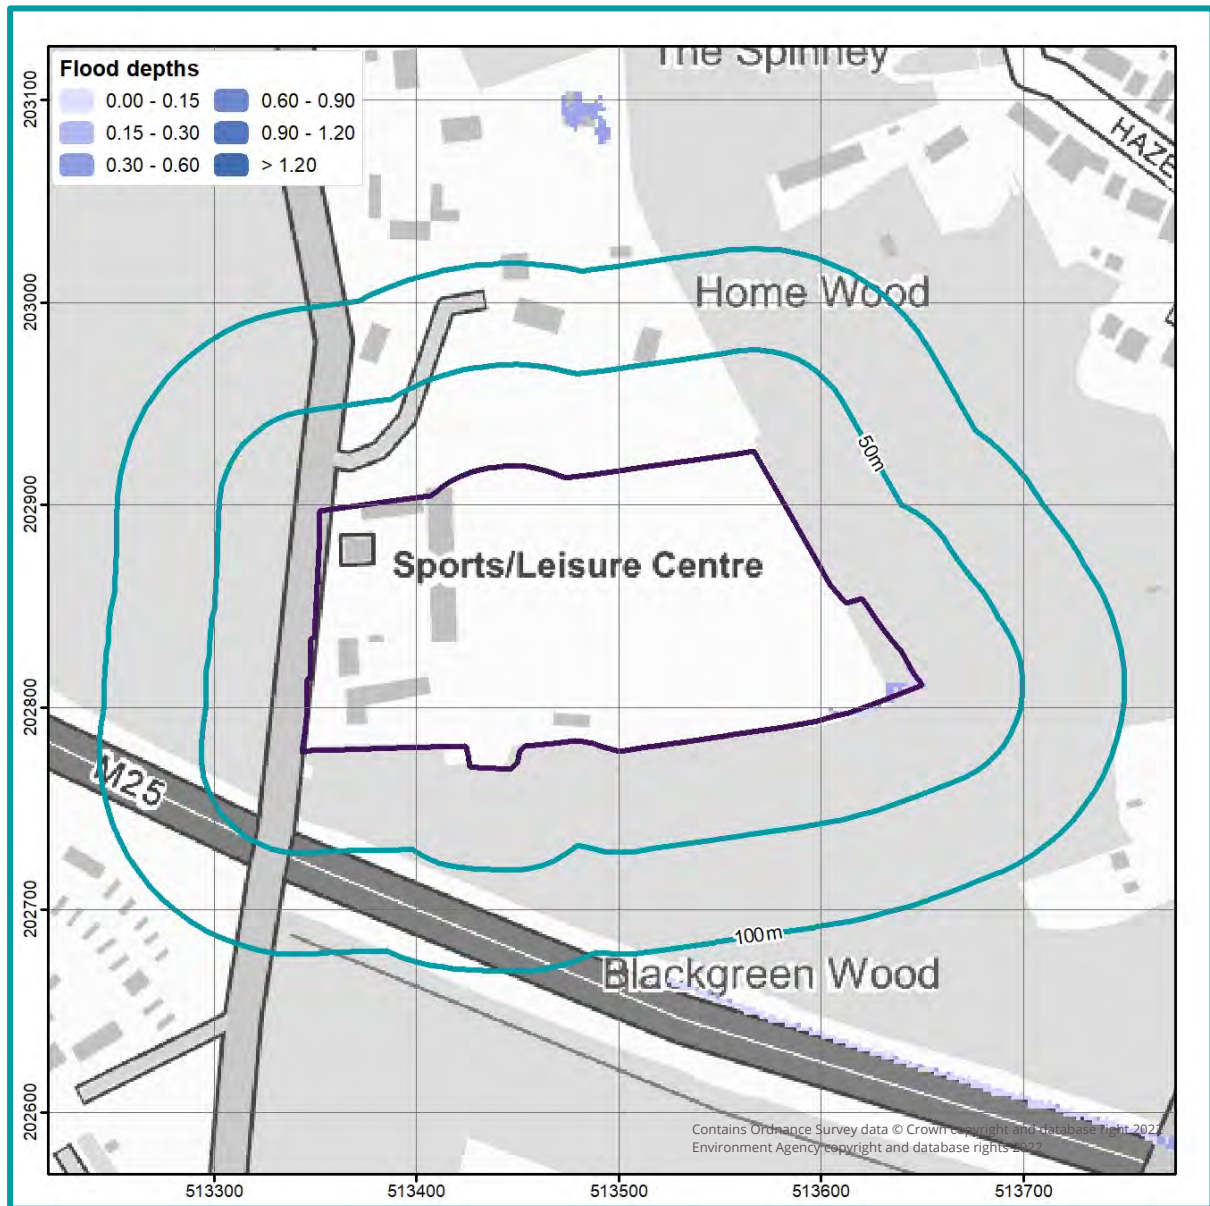 The Spinney
Flood depths
0.00 - 0.15
0.60 - 0.90
0.15 - 0.30
0.90 - 1.20
0.30 - 0.60
> 1.20
HAZE
Home Wood
50m
Sports/Leisure Centre
M25
100m
Blackgreen Wood
Contains Ordnance Survey data © Crown copyright and database right 2022
Environment Agency copyright and database rights 2022
203100
203000
202900
202800
202700
202600
513300
513400
513500
513600
513700